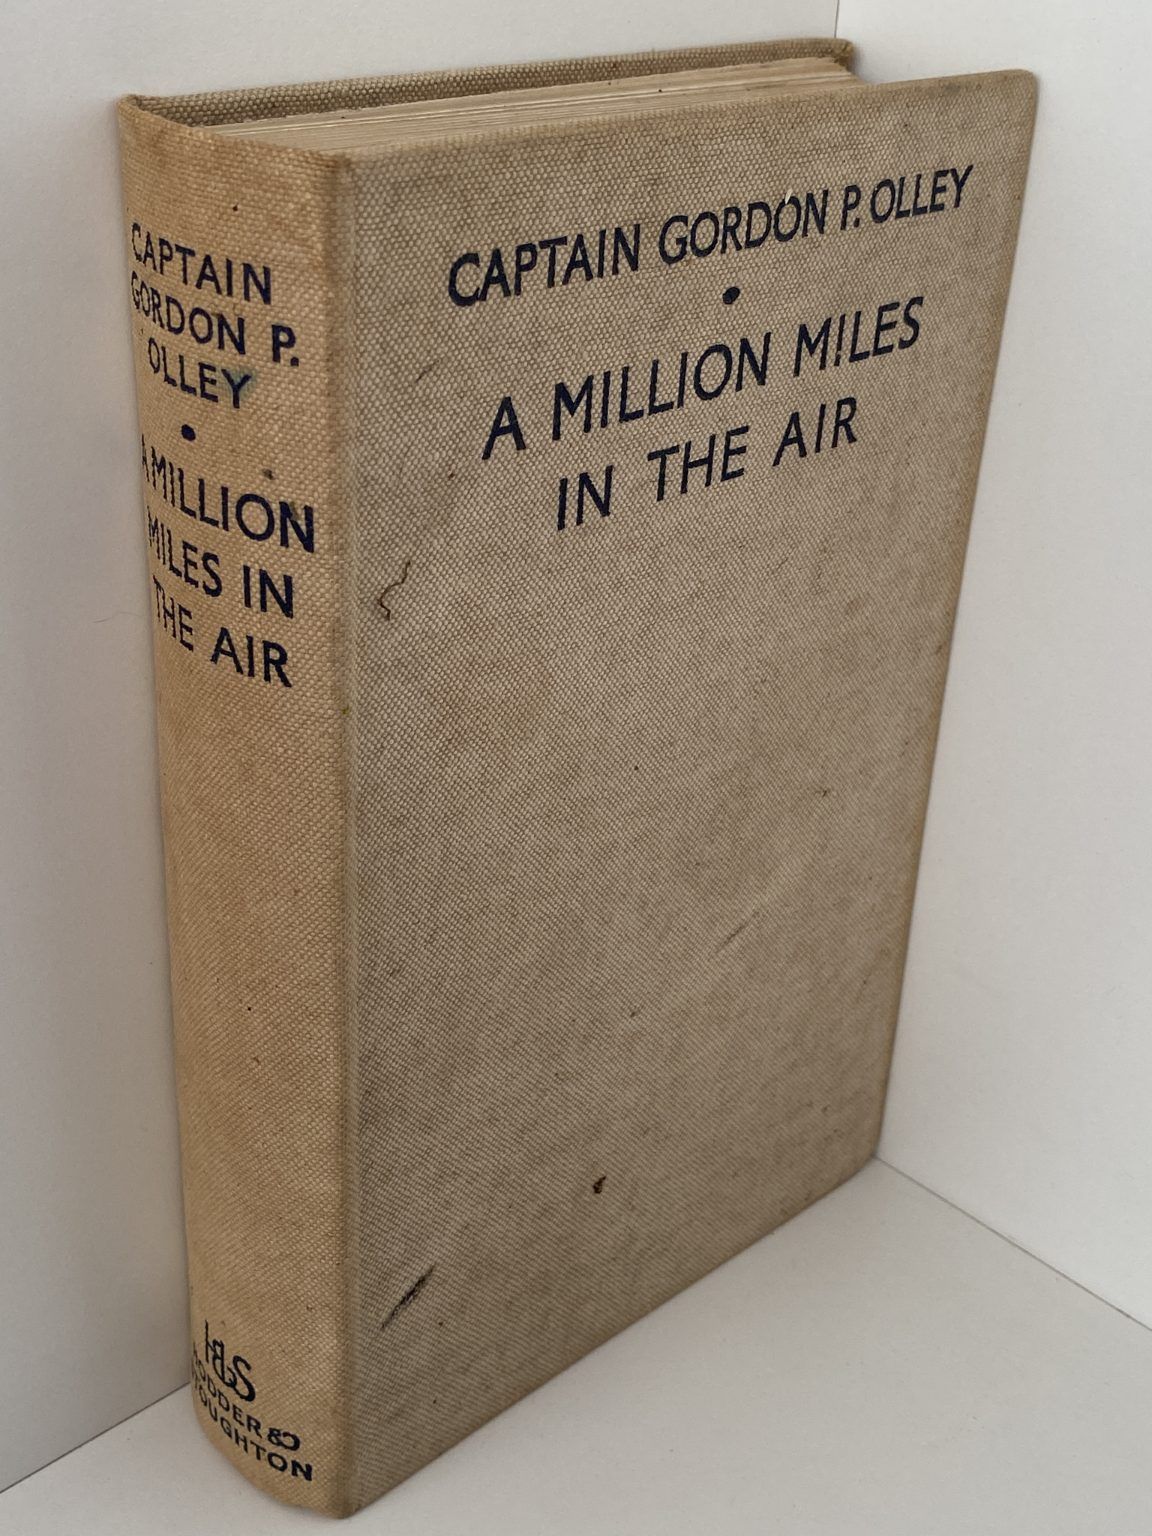 CAPTAIN
GORDON P.
OLLEY
•
A MILLION
MILES IN
THE AIR
H&S
HODDER &
STOUGHTON
CAPTAIN GORDON P. OLLEY
•
A MILLION MILES
IN THE AIR